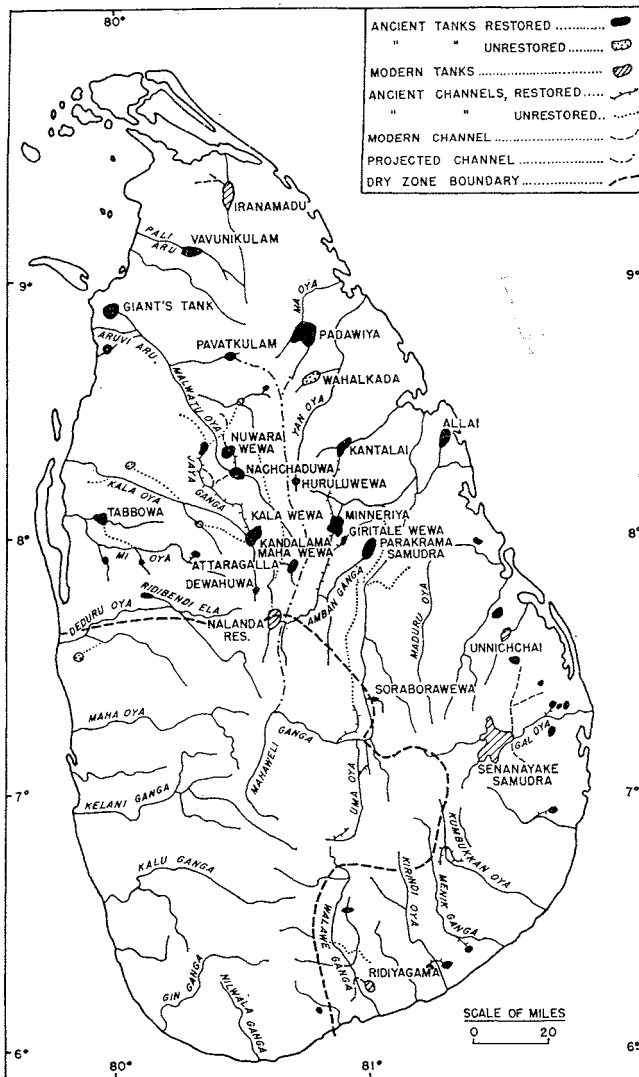 80°
ANCIENT TANKS RESTORED
" " UNRESTORED
MODERN TANKS
ANCIENT CHANNELS, RESTORED
" " UNRESTORED
MODERN CHANNEL
PROJECTED CHANNEL
DRY ZONE BOUNDARY
IRANAMADU
PALI
ARU
VAVUNIKULAM
9°
9°
GIANT'S TANK
MA OYA
PAVATKULAM
PADAWIYA
ARUVI ARU.
MALWATU OYA
WAHALKADA
YAN OYA
ALLAI
NUWARA
WEWA
KANTALAI
NACHCHADUWA
JAYA
GANGA
HURULUWEWA
KALA OYA
KALA WEWA
MINNERIYA
TABBOWA
GIRITALE WEWA
8°
8°
KANDALAMA
MAHA WEWA
PARAKRAMA
SAMUDRA
MI OYA
ATTARAGALLA
DEWAHUWA
RIDIBENDI ELA
AMBAN GANGA
MADURU OYA
DEDURU OYA
NALANDA
RES.
UNNICHCHAI
SORABORAWEWA
MAHA OYA
MAHAWELI
GANGA
GAL OYA
UMA OYA
SENANAYAKE
SAMUDRA
7°
7°
KELANI GANGA
KUMBUKKAN OYA
KALU GANGA
KIRINDI OYA
MENIK GANGA
WALAWE GANGA
RIDIYAGAMA
GIN GANGA
NILWALA GANGA
SCALE OF MILES
0 20
6°
80°
81°
6°